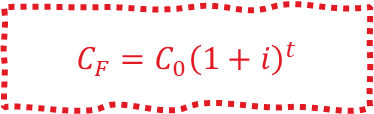 C_F = C_0(1 + i)^t